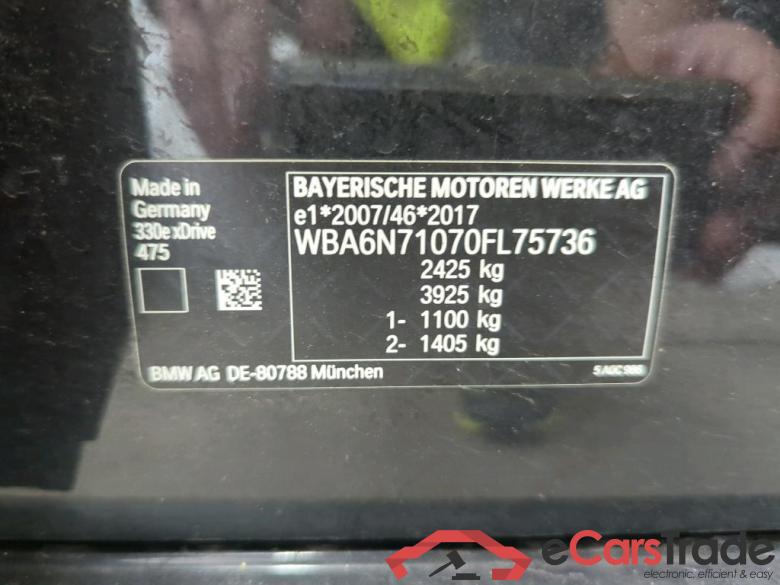 Made in
Germany
330e xDrive
475
BAYERISCHE MOTOREN WERKE AG
e1*2007/46*2017
WBA6N71070FL75736
2425 kg
3925 kg
1- 1100 kg
2- 1405 kg
BMW AG DE-80788 München
eCarsTrade
electronic, efficient & easy